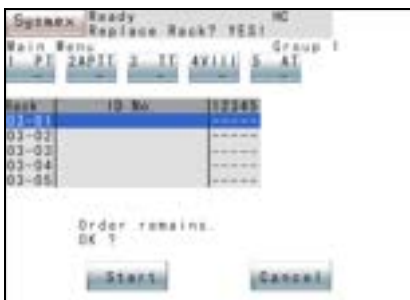 Sysmex Ready HC
Replace Rack? YES!
Main Menu Group 1
1 PT 2APTT 3 TT 4VIII 5 AT
Rack ID No. 12345
03-01 -----
03-02 -----
03-03 -----
03-04 -----
03-05 -----
Order remains.
OK ?
Start Cancel